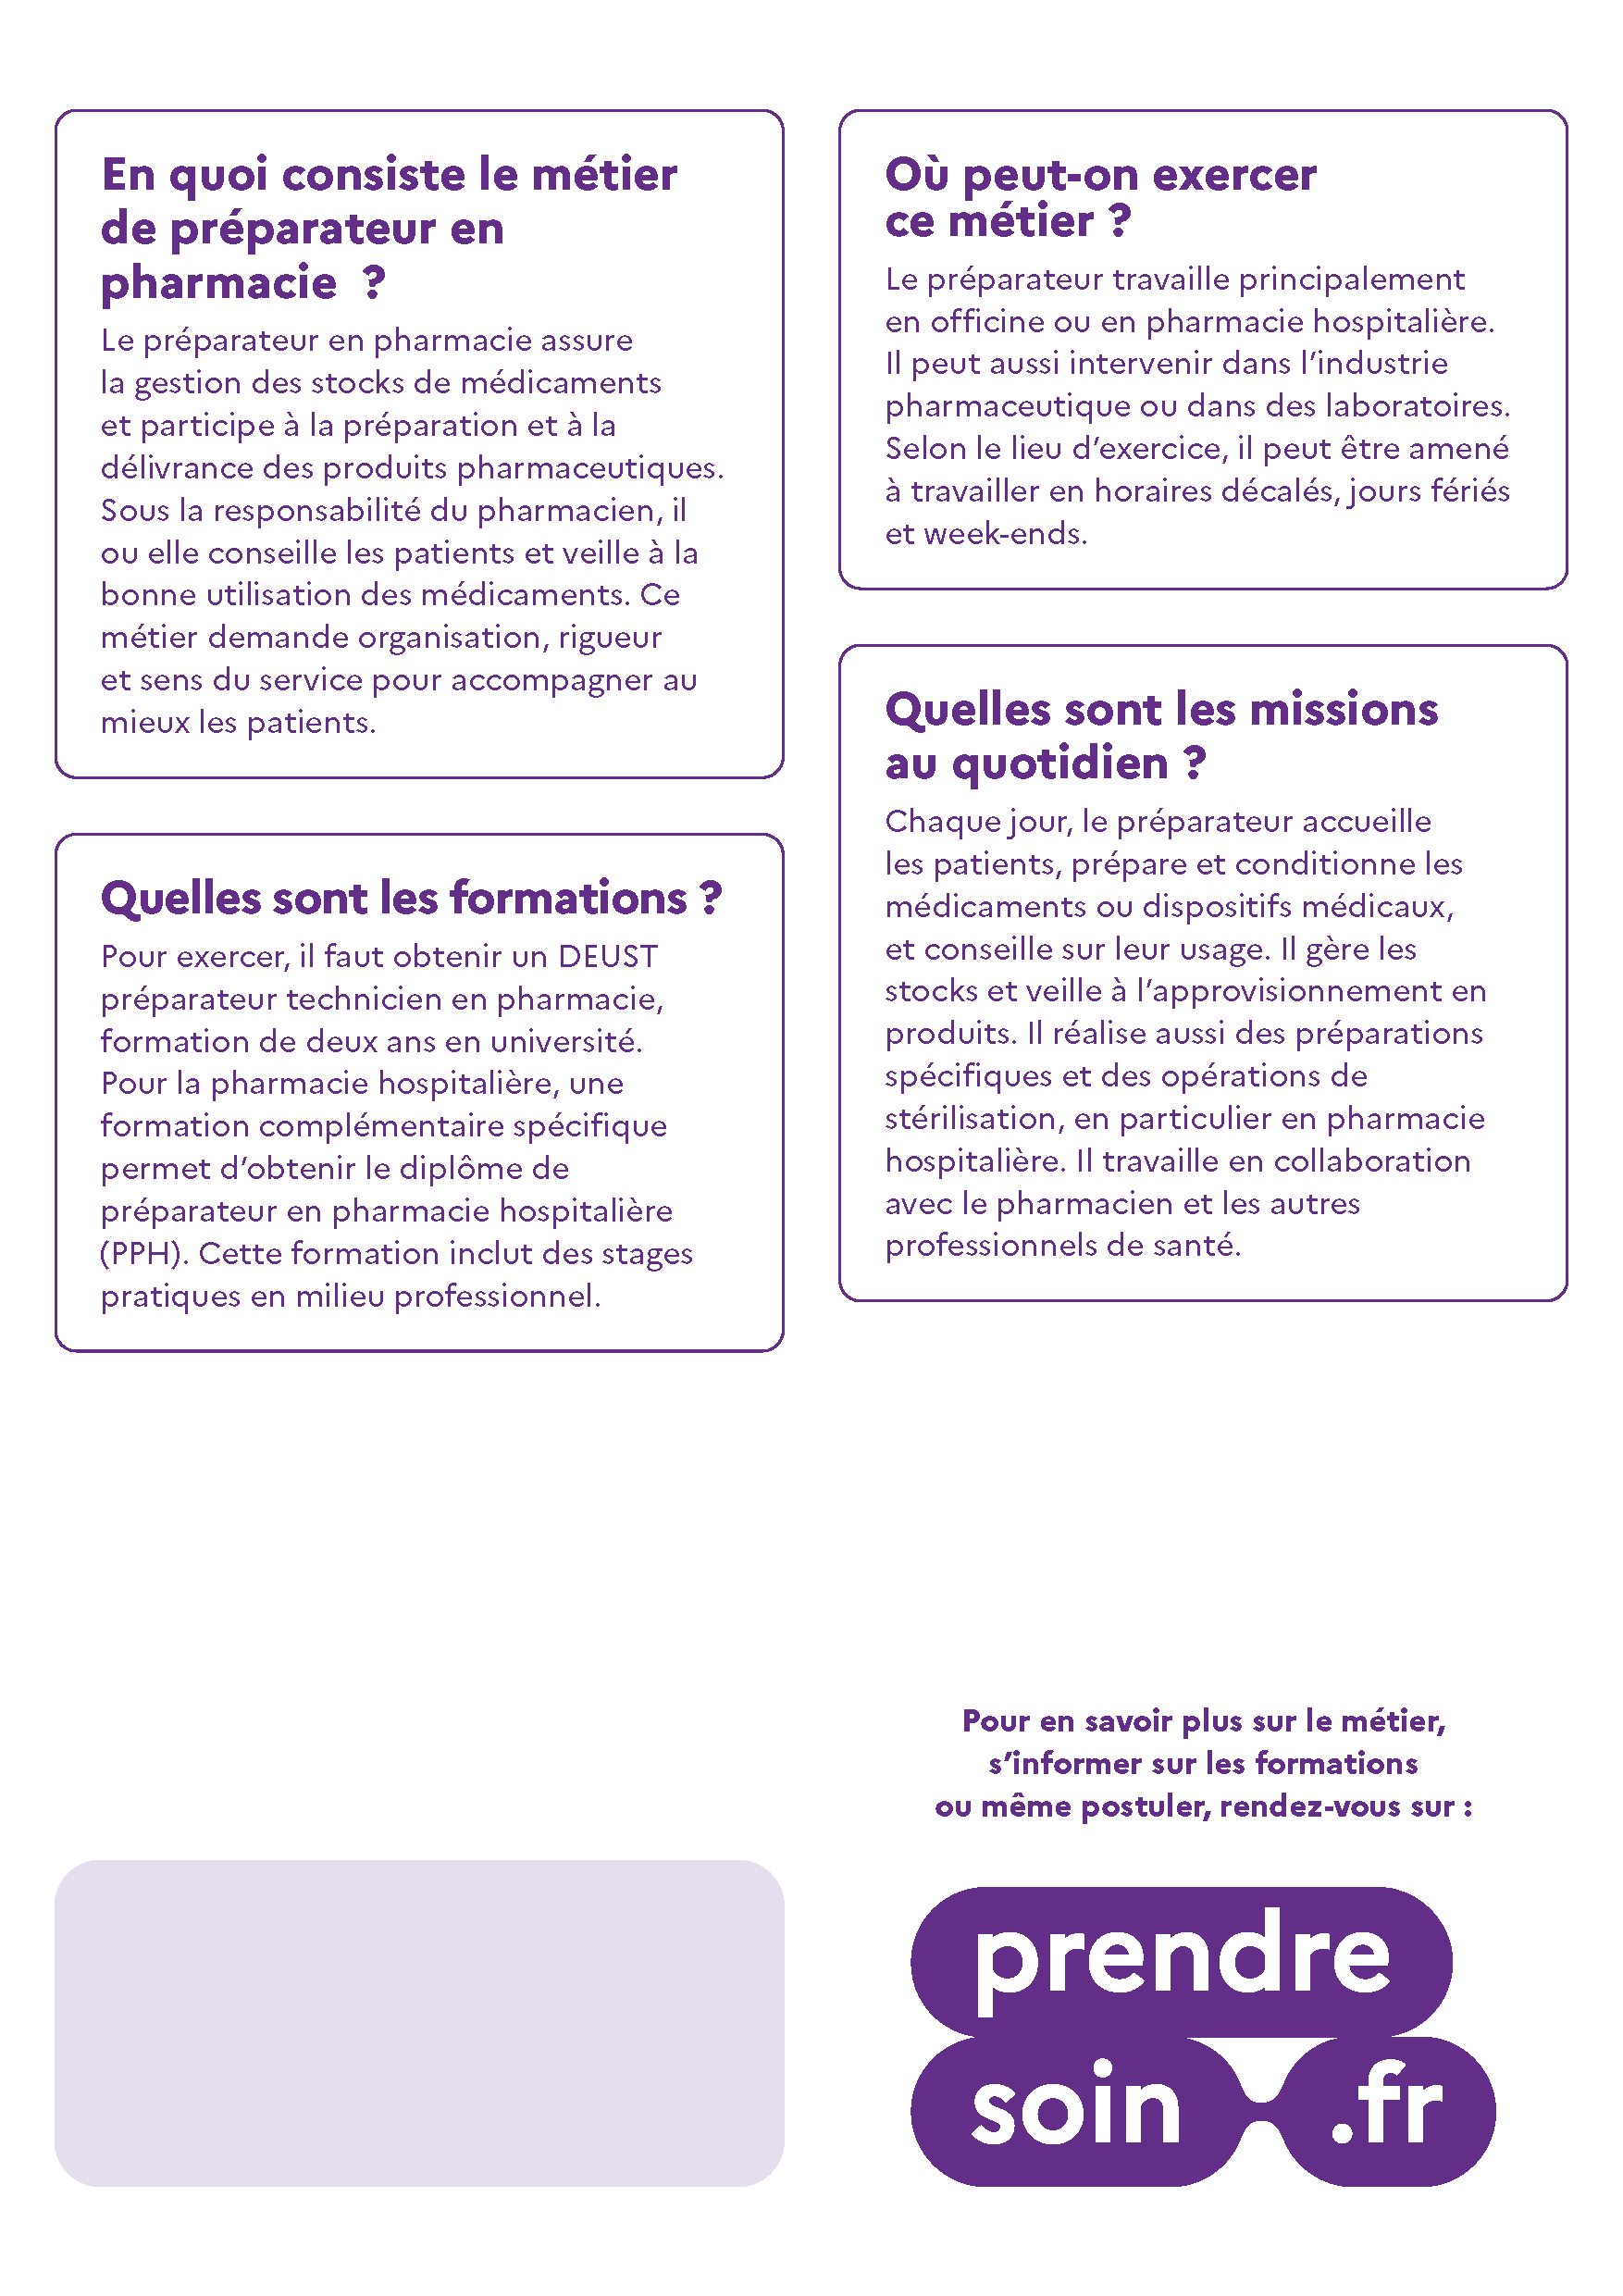 En quoi consiste le métier
de préparateur en
pharmacie ?
Le préparateur en pharmacie assure
la gestion des stocks de médicaments
et participe à la préparation et à la
délivrance des produits pharmaceutiques.
Sous la responsabilité du pharmacien, il
ou elle conseille les patients et veille à la
bonne utilisation des médicaments. Ce
métier demande organisation, rigueur
et sens du service pour accompagner au
mieux les patients.
Quelles sont les formations ?
Pour exercer, il faut obtenir un DEUST
préparateur technicien en pharmacie,
formation de deux ans en université.
Pour la pharmacie hospitalière, une
formation complémentaire spécifique
permet d’obtenir le diplôme de
préparateur en pharmacie hospitalière
(PPH). Cette formation inclut des stages
pratiques en milieu professionnel.
Où peut-on exercer
ce métier ?
Le préparateur travaille principalement
en officine ou en pharmacie hospitalière.
Il peut aussi intervenir dans l’industrie
pharmaceutique ou dans des laboratoires.
Selon le lieu d’exercice, il peut être amené
à travailler en horaires décalés, jours fériés
et week-ends.
Quelles sont les missions
au quotidien ?
Chaque jour, le préparateur accueille
les patients, prépare et conditionne les
médicaments ou dispositifs médicaux,
et conseille sur leur usage. Il gère les
stocks et veille à l’approvisionnement en
produits. Il réalise aussi des préparations
spécifiques et des opérations de
stérilisation, en particulier en pharmacie
hospitalière. Il travaille en collaboration
avec le pharmacien et les autres
professionnels de santé.
Pour en savoir plus sur le métier,
s’informer sur les formations
ou même postuler, rendez-vous sur :
prendre
soin .fr